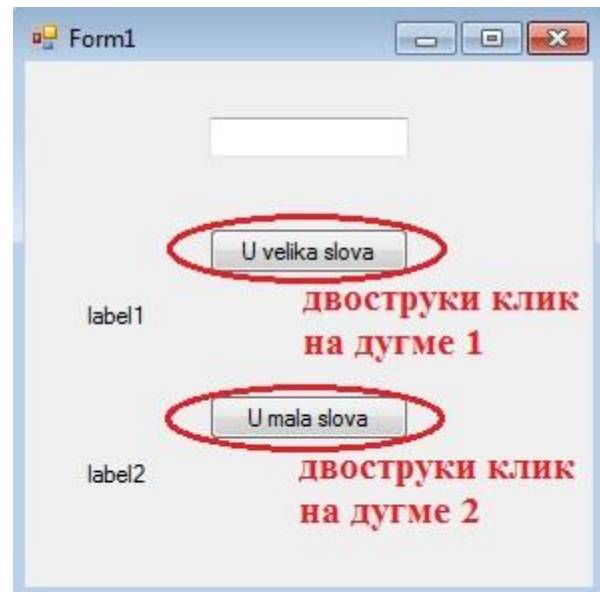 Form1
U velika slova
label1
двоструки клик
на дугме 1
U mala slova
label2
двоструки клик
на дугме 2